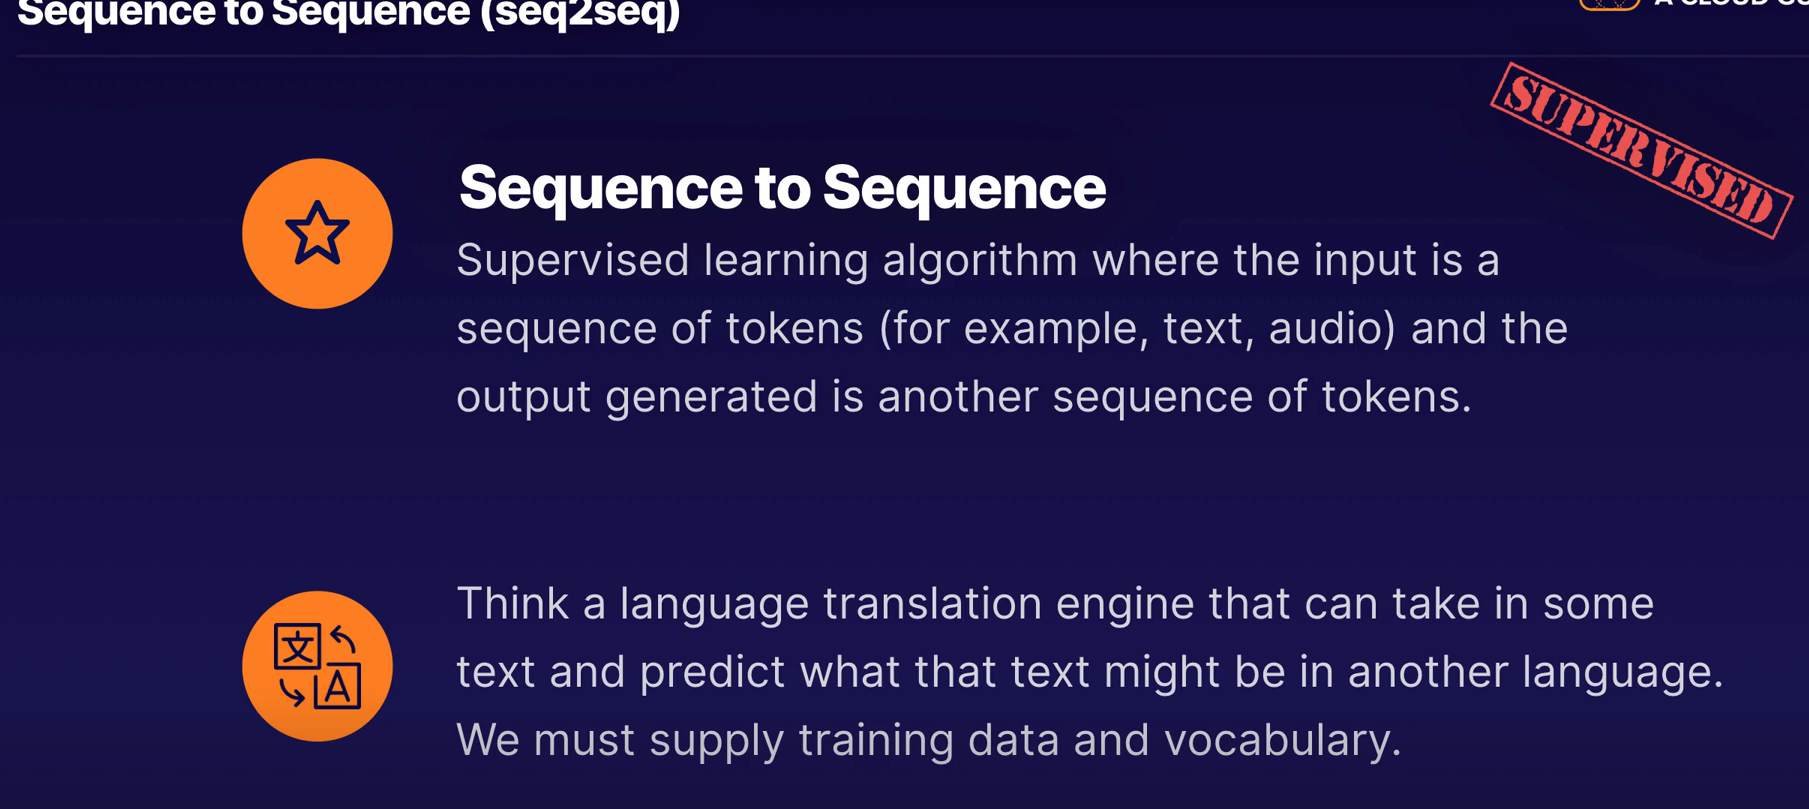 Sequence to Sequence (seq2seq)
A CLOUD
SUPERVISED
Sequence to Sequence
Supervised learning algorithm where the input is a
sequence of tokens (for example, text, audio) and the
output generated is another sequence of tokens.
文
A
Think a language translation engine that can take in some
text and predict what that text might be in another language.
We must supply training data and vocabulary.